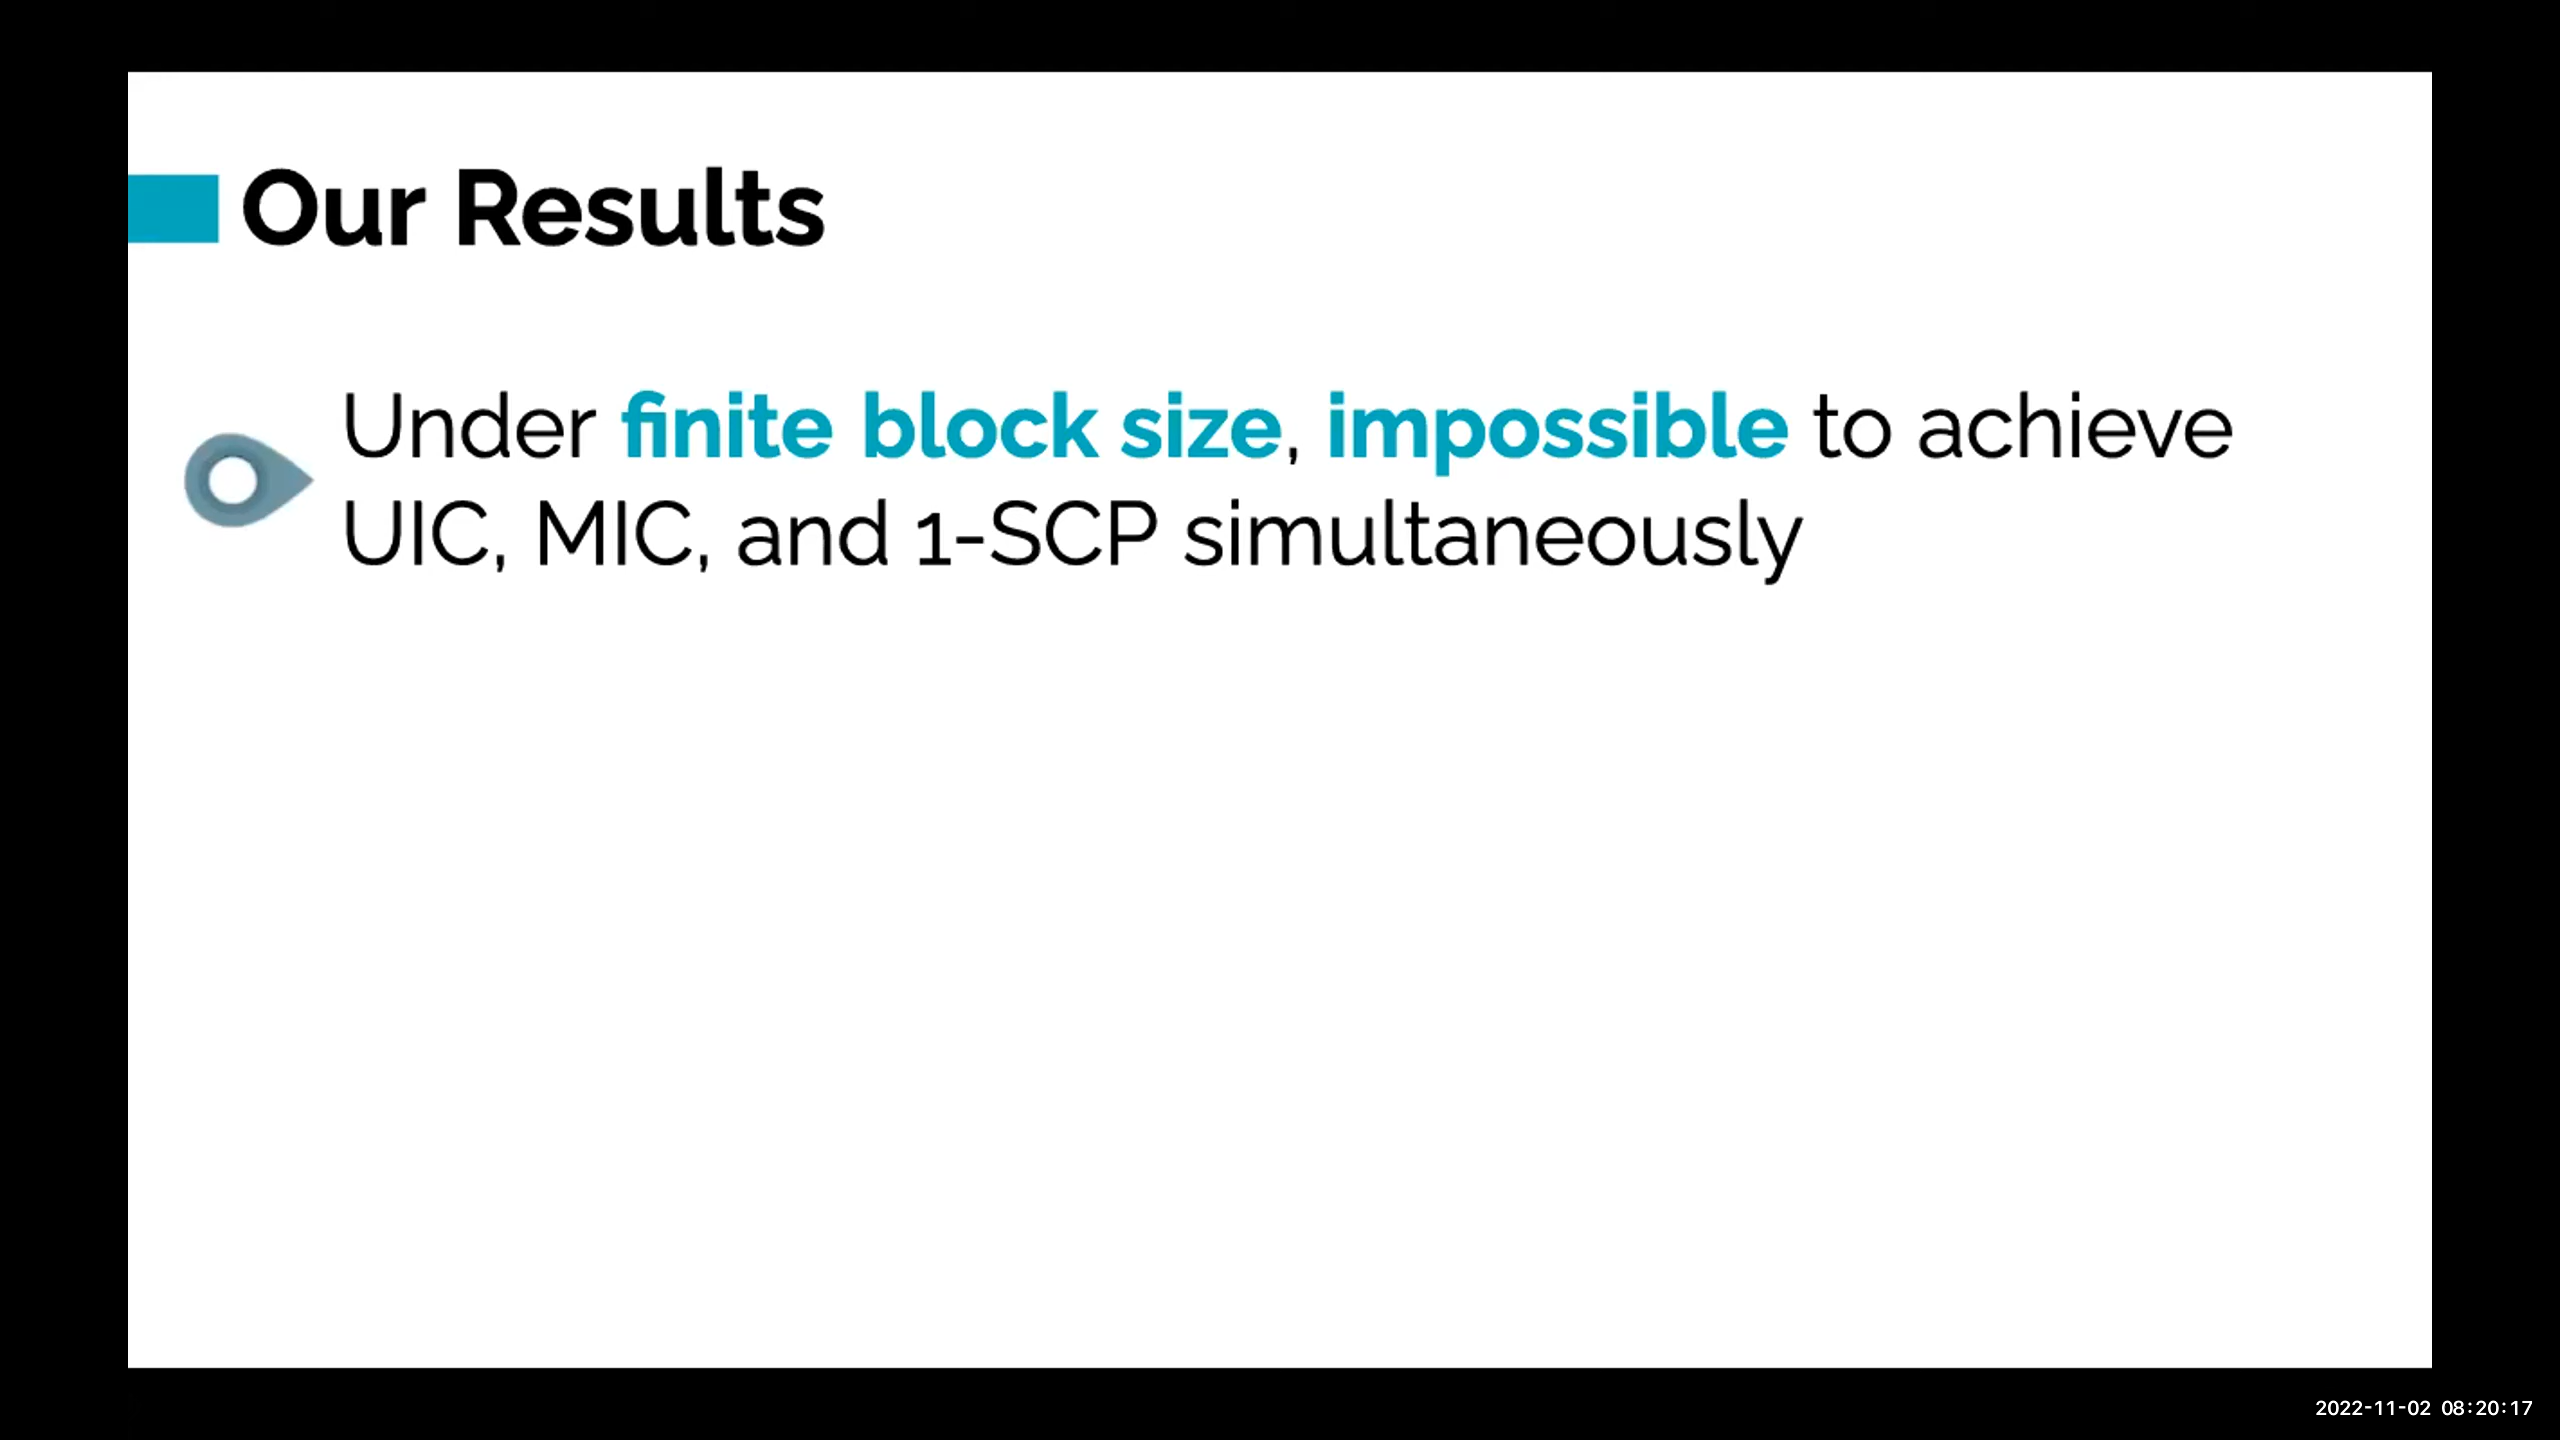 Our Results
Under finite block size, impossible to achieve
UIC, MIC, and 1-SCP simultaneously
2022-11-02 08:20:17